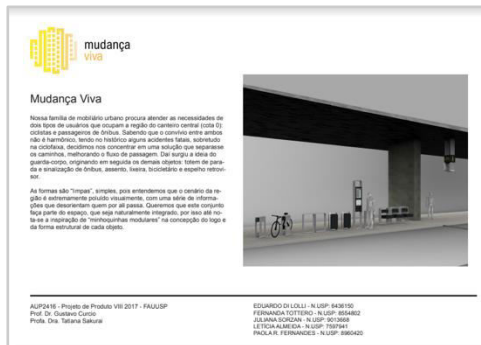 mudança
viva
Mudança Viva
Nossa família de mobiliário urbano procura atender as necessidades de
dois tipos de usuários que ocupam a região do canteiro central (cota 0):
ciclistas e passageiros de ônibus. Sabendo que o convívio entre ambos
não é harmônico, tendo no histórico alguns acidentes fatais, sobretudo
na ciclofaixa, decidimos nos concentrar em uma solução que separasse
os caminhos, melhorando o fluxo de passagem. Daí surgiu a ideia do
guarda-corpo, originando em seguida os demais objetos: totem de para-
da e sinalização de ônibus, assento, lixeira, bicicletário e espelho retrovi-
sor.
As formas são "limpas", simples, pois entendemos que o cenário da re-
gião é extremamente poluído visualmente, com uma série de informa-
ções que desorientam quem por ali passa. Queremos que este conjunto
faça parte do espaço, que seja naturalmente integrado, por isso até no-
ta-se a inspiração de "minhoquinhas modulares" na concepção do logo e
da forma estrutural de cada objeto.
AUP2416 - Projeto de Produto VIII 2017 - FAUUSP
Prof. Dr. Gustavo Curcio
Profa. Dra. Tatiana Sakurai
EDUARDO DI LOLLI - N.USP: 6436150
FERNANDA TOTTERO - N.USP: 8554802
JULIANA SORZAN - N.USP: 9013668
LETÍCIA ALMEIDA - N.USP: 7597941
PAOLA R. FERNANDES - N.USP: 8980420